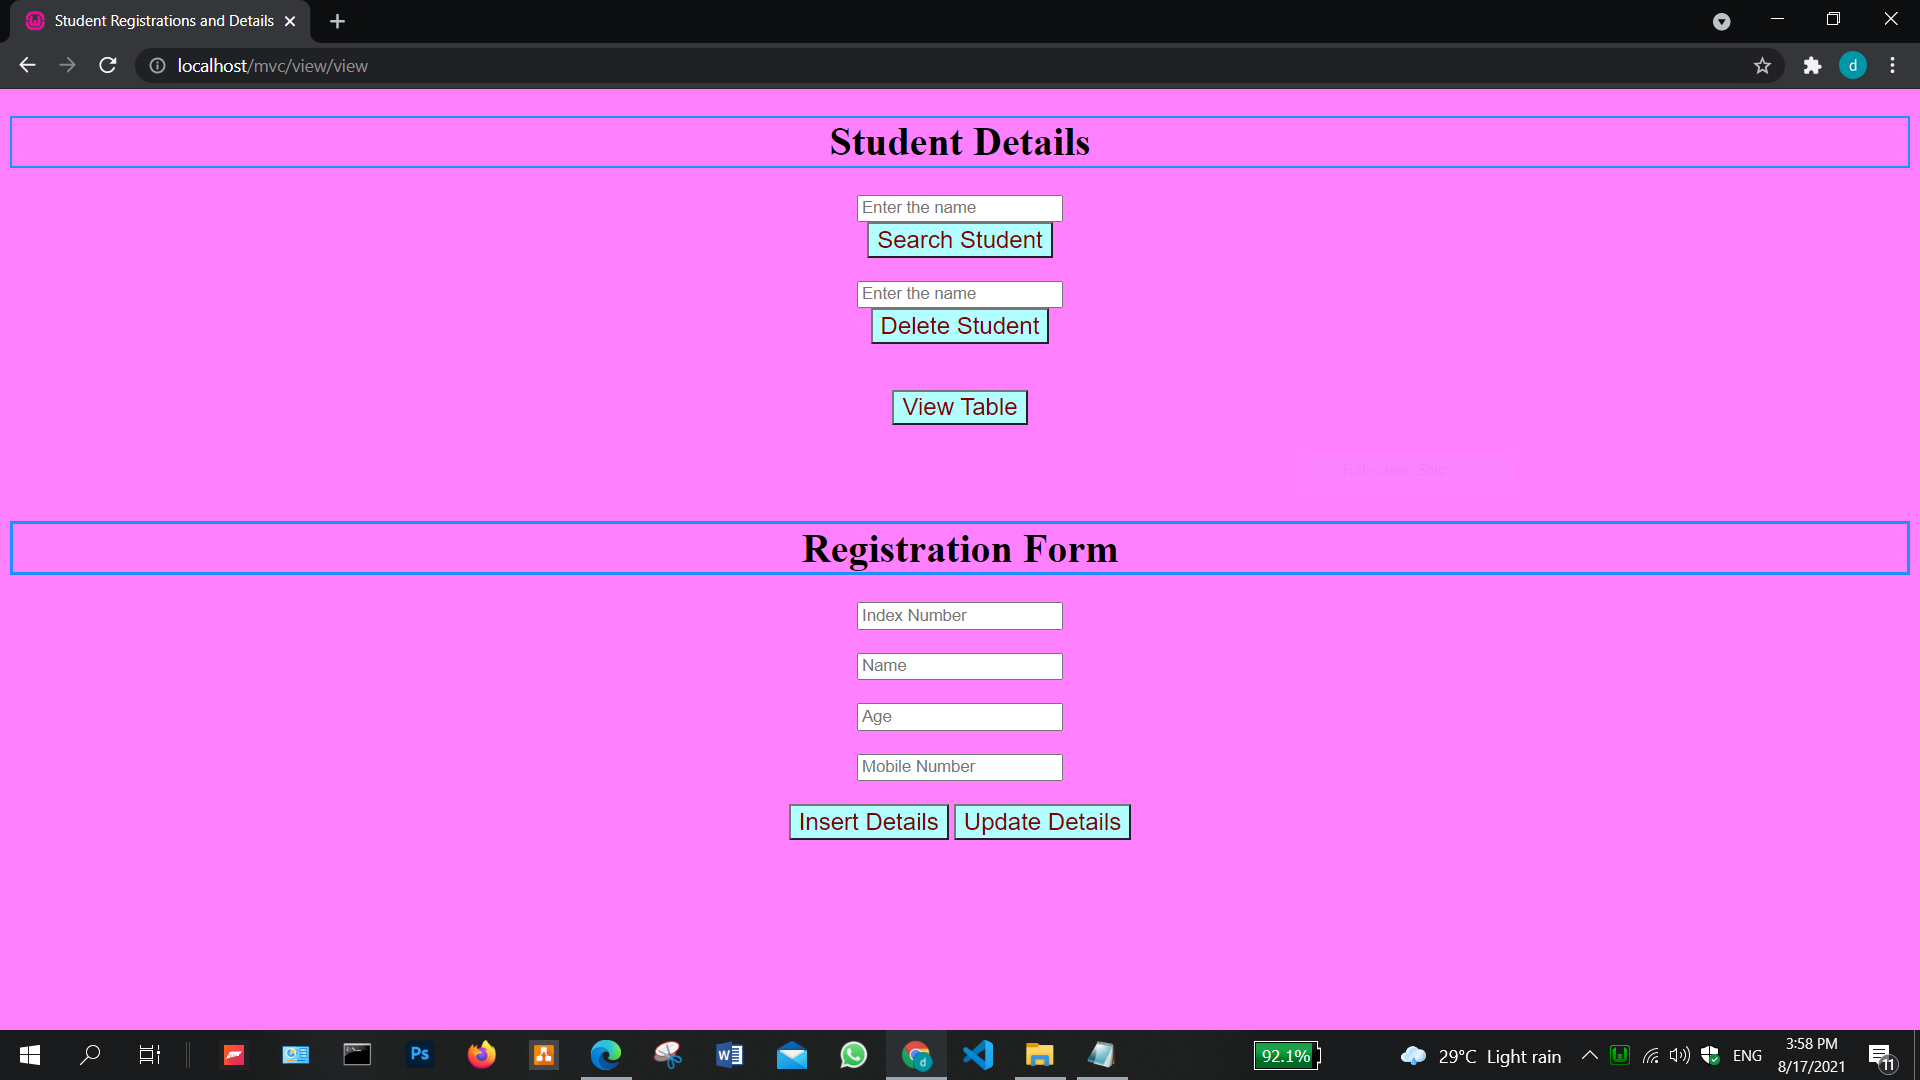 Student Registrations and Details
localhost/mvc/view/view
d
Student Details
Enter the name
Search Student
Enter the name
Delete Student
View Table
Full-screen Snip
Registration Form
Index Number
Name
Age
Mobile Number
Insert Details Update Details
Ps
d
92.1%
29°C Light rain
ENG
3:58 PM
8/17/2021
11